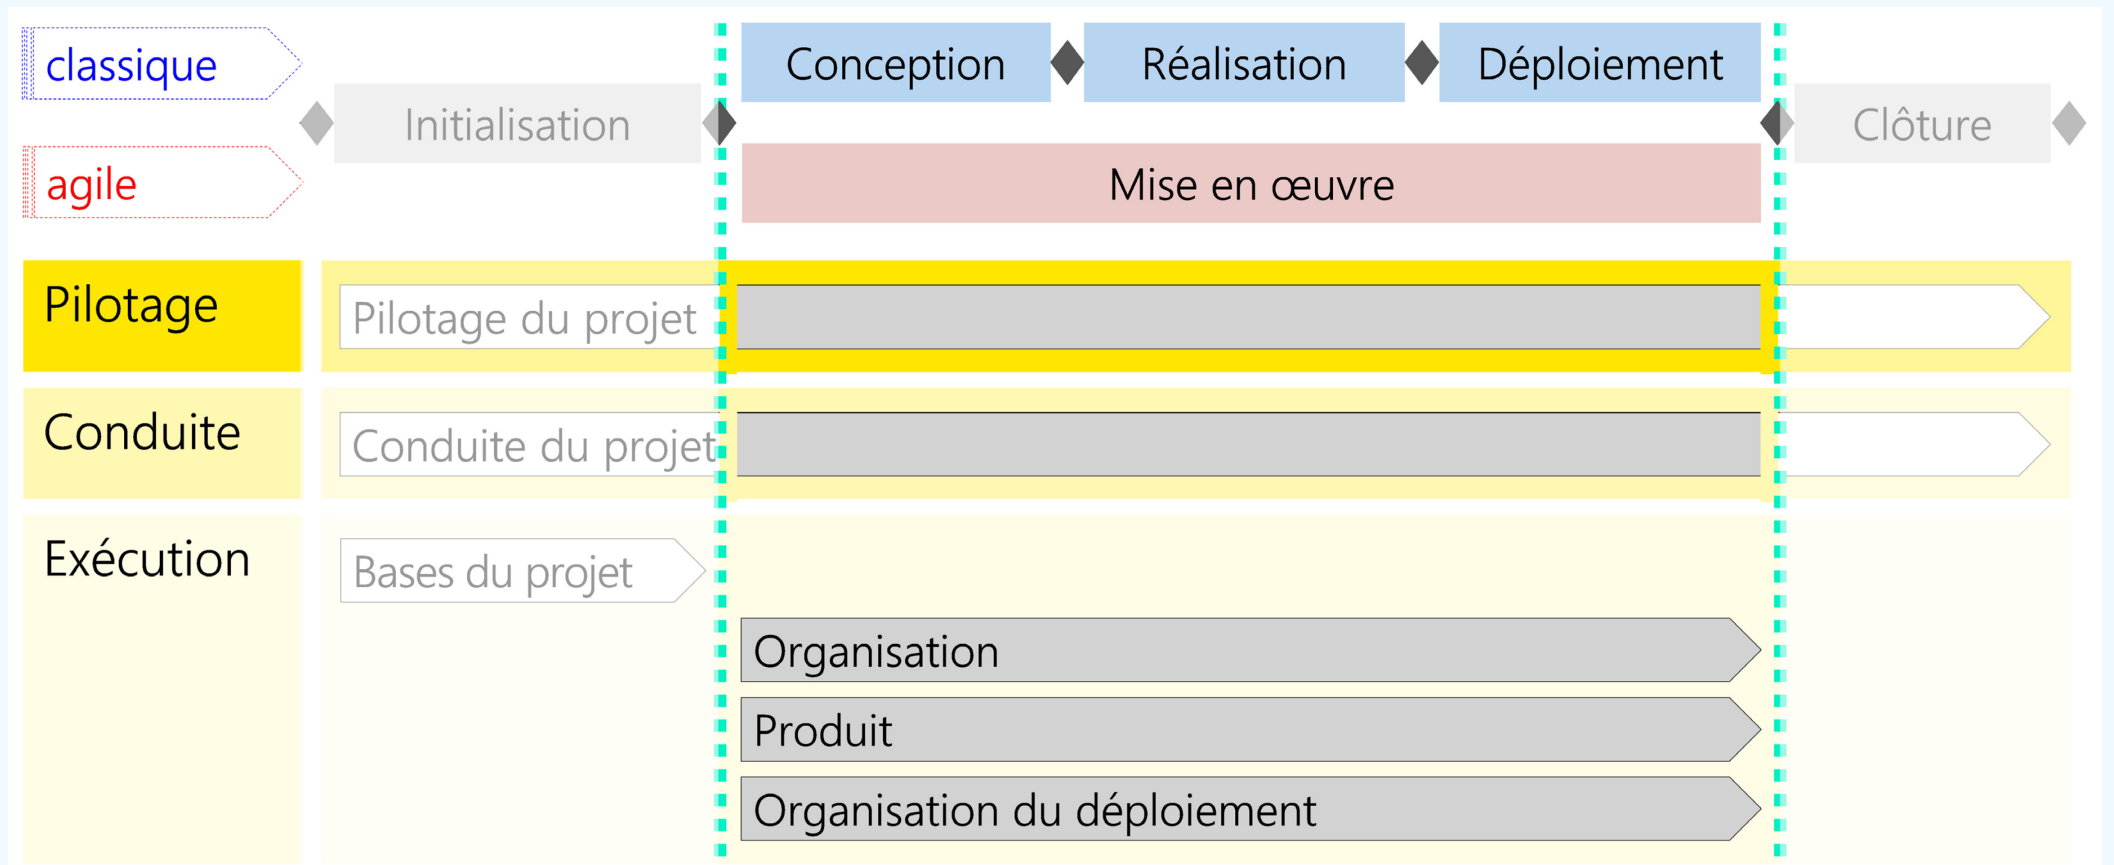 classique
Conception
Réalisation
Déploiement
Initialisation
Clôture
agile
Mise en œuvre
Pilotage
Pilotage du projet
Conduite
Conduite du projet
Exécution
Bases du projet
Organisation
Produit
Organisation du déploiement